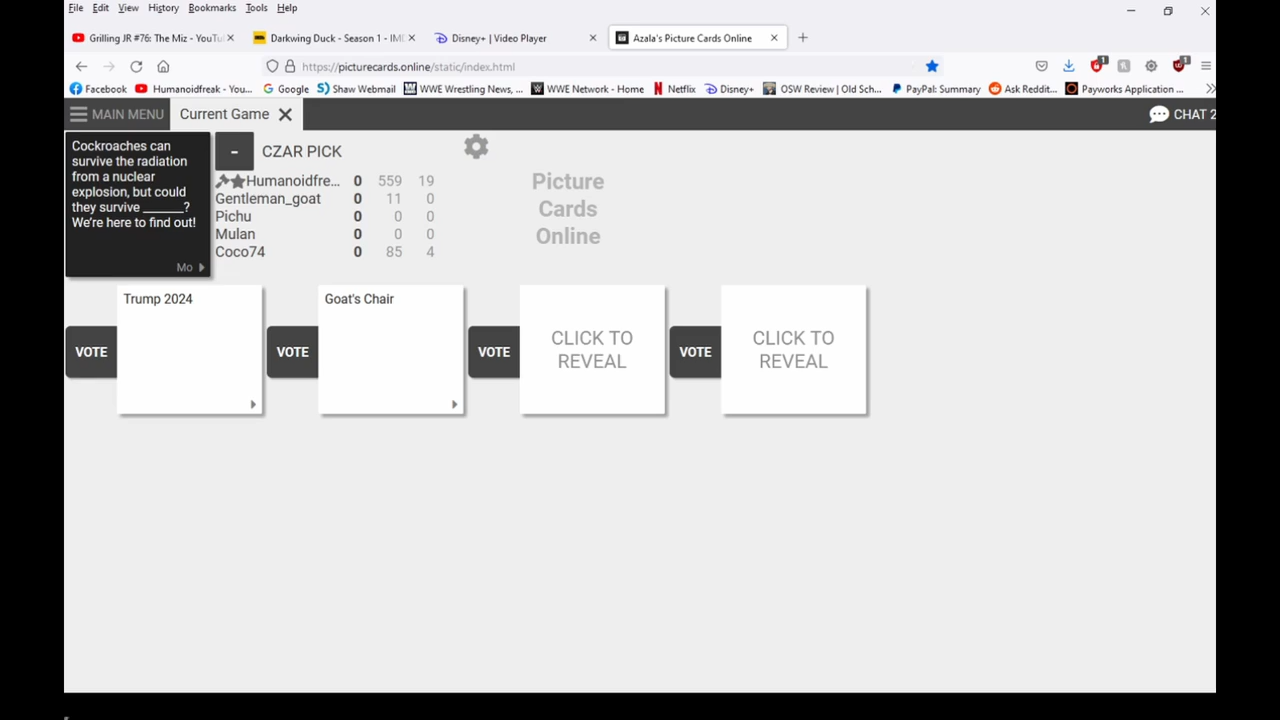 File Edit View History Bookmarks Tools Help
Grilling JR #76: The Miz - YouTu
Darkwing Duck - Season 1 - IM
Disney+ | Video Player
Azala's Picture Cards Online
https://picturecards.online/static/index.html
Facebook Humanoidfreak - You... Google Shaw Webmail WWE Wrestling News, ... WWE Network - Home Netflix Disney+ OSW Review | Old Sch... PayPal: Summary Ask Reddit... Payworks Application ...
MAIN MENU Current Game CHAT 2
Cockroaches can
survive the radiation
from a nuclear
explosion, but could
they survive ______?
We're here to find out!
Mo
- CZAR PICK
Humanoidfre... 0 559 19
Gentleman_goat 0 11 0
Pichu 0 0 0
Mulan 0 0 0
Coco74 0 85 4
Picture
Cards
Online
VOTE
Trump 2024
VOTE
Goat's Chair
VOTE
CLICK TO
REVEAL
VOTE
CLICK TO
REVEAL